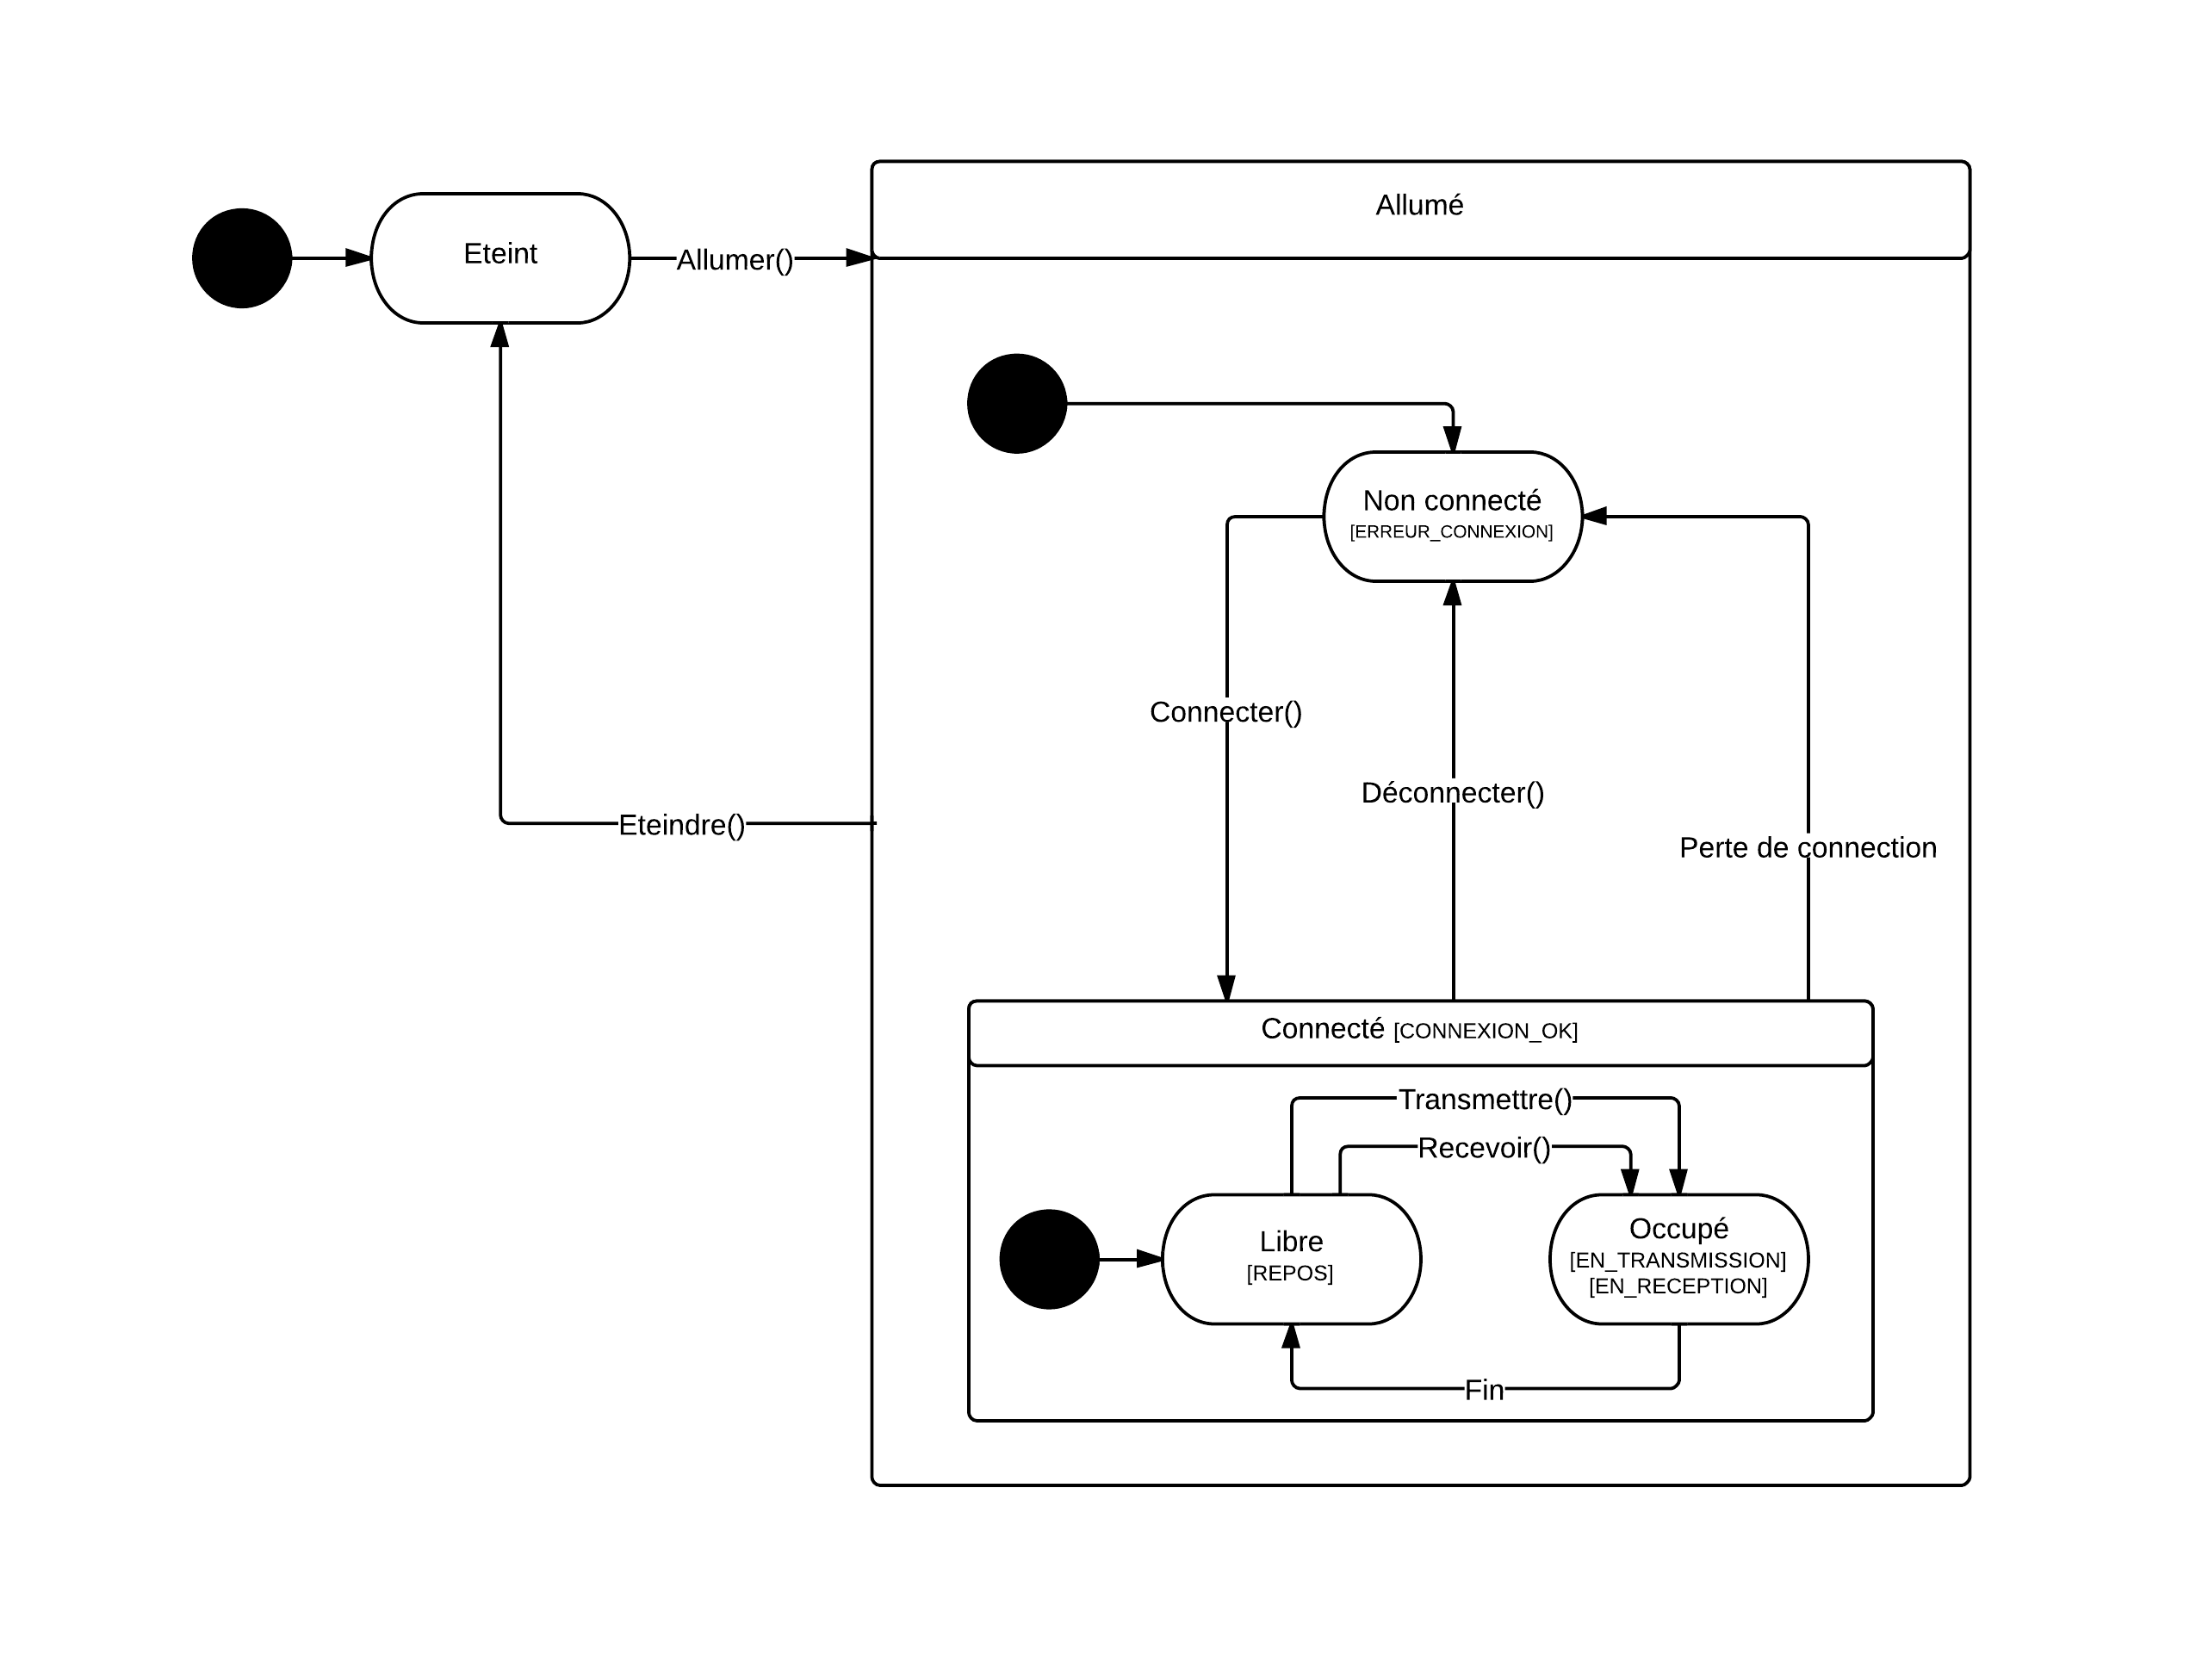 Allumé
Eteint
Allumer()
Non connecté
[ERREUR_CONNEXION]
Connecter()
Déconnecter()
Eteindre()
Perte de connection
Connecté [CONNEXION_OK]
Transmettre()
Recevoir()
Libre
[REPOS]
Occupé
[EN_TRANSMISSION]
[EN_RECEPTION]
Fin